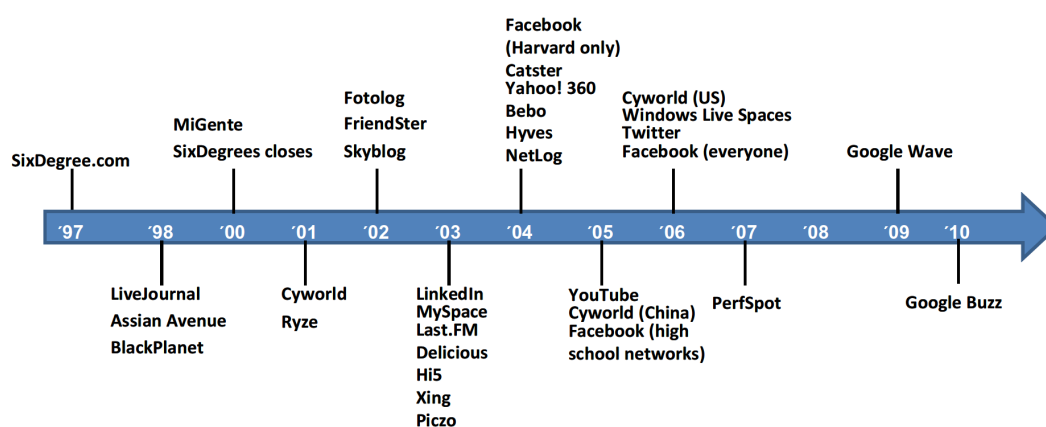 Facebook
(Harvard only)
Catster
Yahoo! 360
Bebo
Hyves
NetLog
Fotolog
FriendSter
Skyblog
Cyworld (US)
Windows Live Spaces
Twitter
Facebook (everyone)
MiGente
SixDegrees closes
SixDegree.com
Google Wave
´97 ´98 ´00 ´01 ´02 ´03 ´04 ´05 ´06 ´07 ´08 ´09 ´10
LiveJournal
Assian Avenue
BlackPlanet
Cyworld
Ryze
LinkedIn
MySpace
Last.FM
Delicious
Hi5
Xing
Piczo
YouTube
Cyworld (China)
Facebook (high
school networks)
PerfSpot
Google Buzz